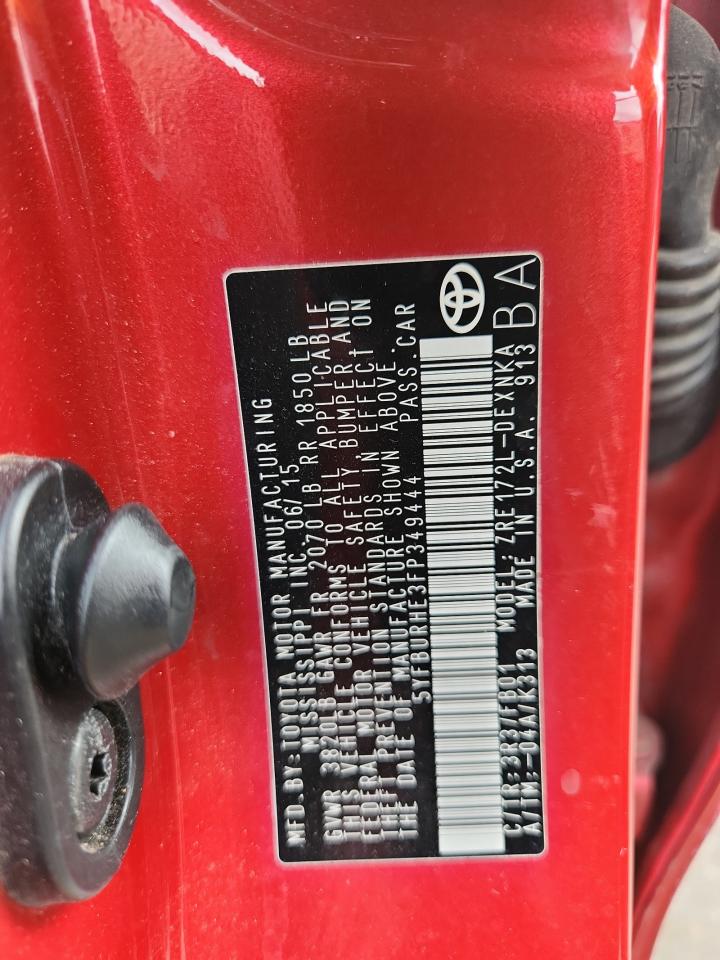 MFD.BY:TOYOTA MOTOR MANUFACTURING
MISSISSIPPI INC. 06/15
GVWR 3820LB GAWR FR 2070 LB RR 1850 LB
THIS VEHICLE CONFORMS TO ALL APPLICABLE
FEDERAL MOTOR VEHICLE SAFETY,BUMPER AND
THEFT PREVENTION STANDARDS IN EFFECT ON
THE DATE OF MANUFACTURE SHOWN ABOVE.
5YFBURHE3FP349444 PASS.CAR
C/TR:3R3/FB01 MODEL:ZRE172L-DEXNKA
A/TM:-04A/K313 MADE IN U.S.A. 913
BA